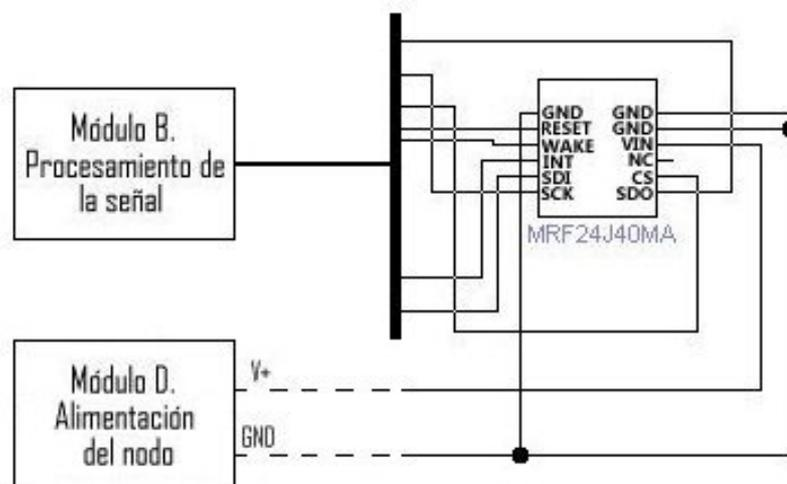 Módulo B.
Procesamiento de
la señal
GND GND
RESET GND
WAKE VIN
INT NC
SDI CS
SCK SDO
MRF24J40MA
Módulo D.
Alimentación
del nodo
V+
GND